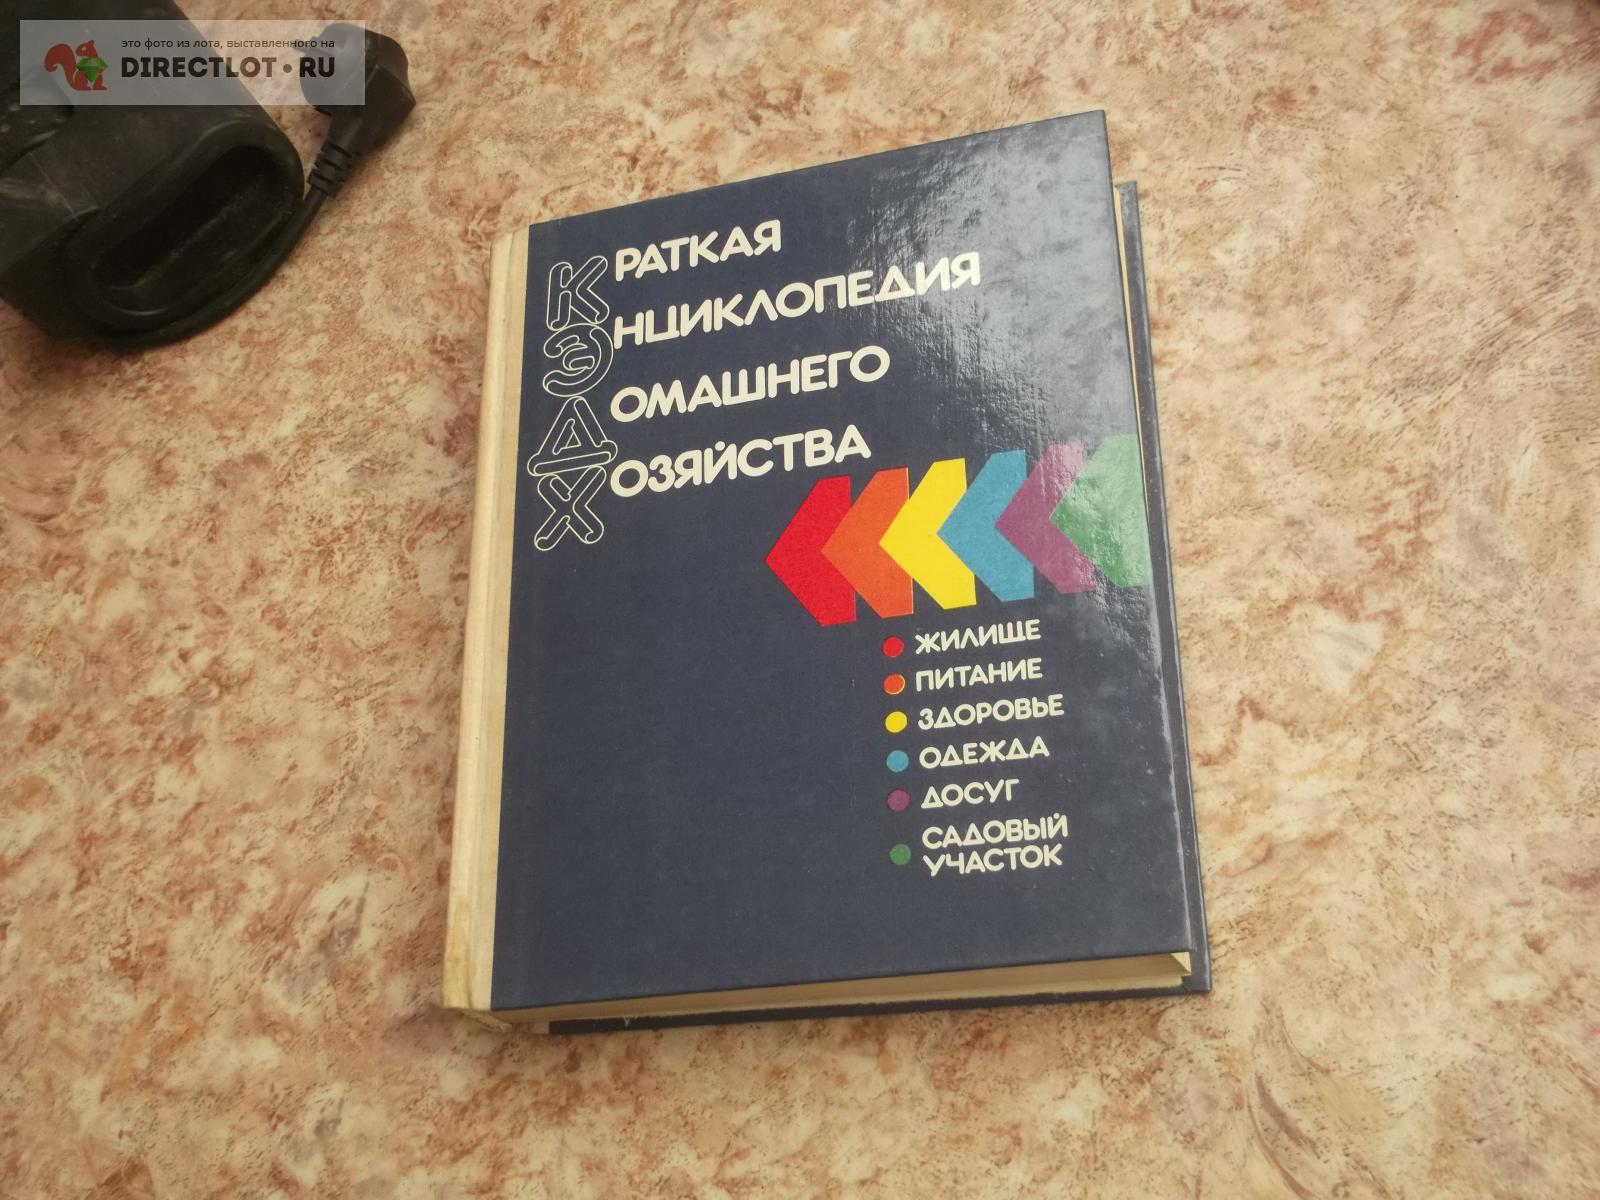 это фото из лота, выставленного на
DIRECTLOT•RU
КРАТКАЯ
ЭНЦИКЛОПЕДИЯ
ДОМАШНЕГО
ХОЗЯЙСТВА
ЖИЛИЩЕ
ПИТАНИЕ
ЗДОРОВЬЕ
ОДЕЖДА
ДОСУГ
САДОВЫЙ
УЧАСТОК